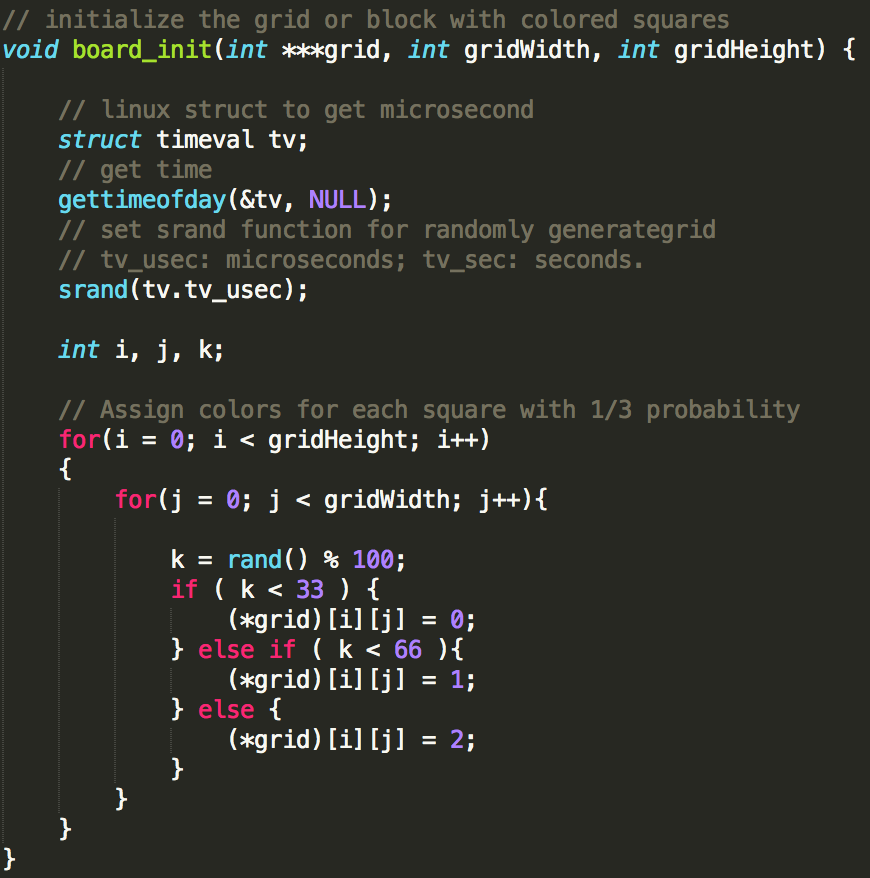 // initialize the grid or block with colored squares
void board_init(int ***grid, int gridWidth, int gridHeight) {
// linux struct to get microsecond
struct timeval tv;
// get time
gettimeofday(&tv, NULL);
// set srand function for randomly generategrid
// tv_usec: microseconds; tv_sec: seconds.
srand(tv.tv_usec);
int i, j, k;
// Assign colors for each square with 1/3 probability
for(i = 0; i < gridHeight; i++)
{
for(j = 0; j < gridWidth; j++){
k = rand() % 100;
if ( k < 33 ) {
(*grid)[i][j] = 0;
} else if ( k < 66 ){
(*grid)[i][j] = 1;
} else {
(*grid)[i][j] = 2;
}
}
}
}